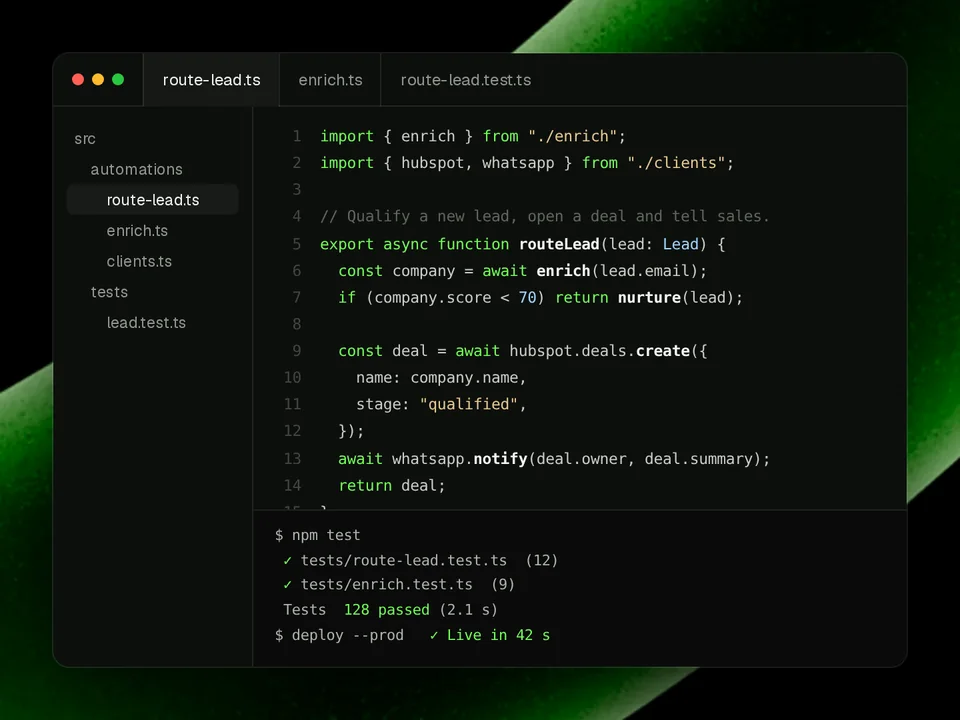 route-lead.ts
enrich.ts
route-lead.test.ts
src
automations
route-lead.ts
enrich.ts
clients.ts
tests
lead.test.ts
1 import { enrich } from "./enrich";
2 import { hubspot, whatsapp } from "./clients";
3
4 // Qualify a new lead, open a deal and tell sales.
5 export async function routeLead(lead: Lead) {
6   const company = await enrich(lead.email);
7   if (company.score < 70) return nurture(lead);
8
9   const deal = await hubspot.deals.create({
10     name: company.name,
11     stage: "qualified",
12   });
13   await whatsapp.notify(deal.owner, deal.summary);
14   return deal;
15 }
$ npm test
✓ tests/route-lead.test.ts (12)
✓ tests/enrich.test.ts (9)
Tests 128 passed (2.1 s)
$ deploy --prod ✓ Live in 42 s